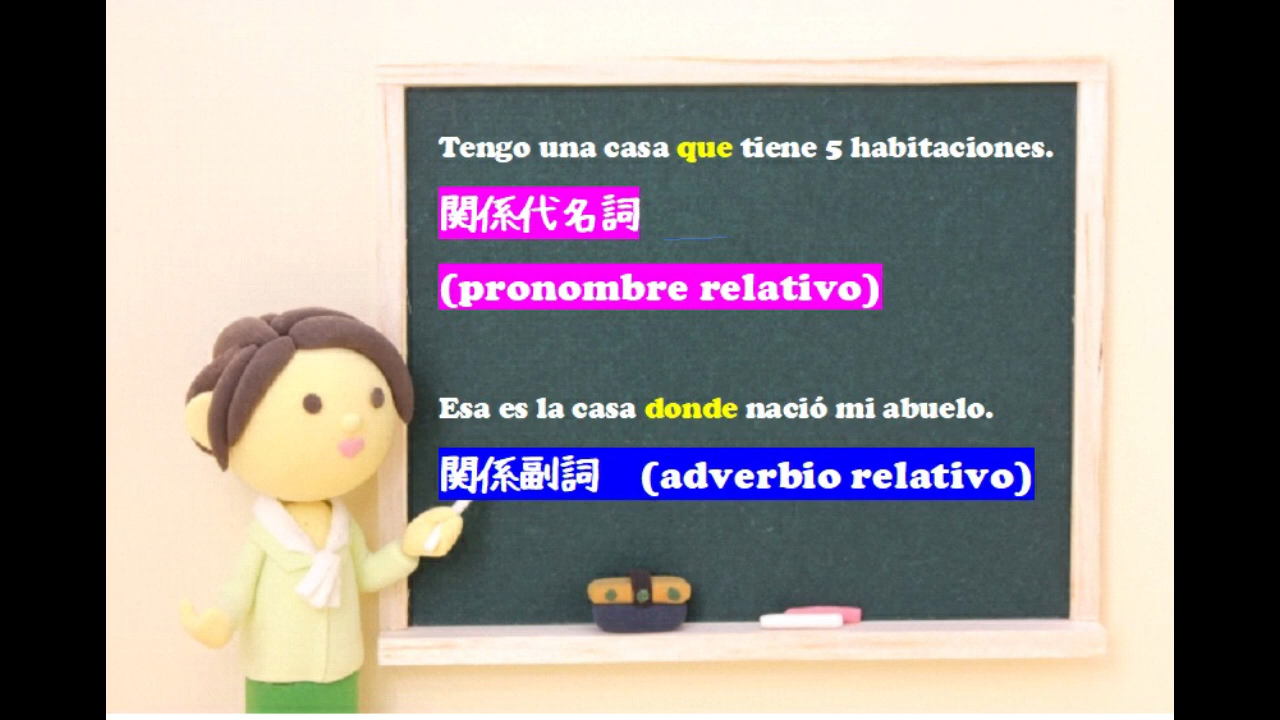 Tengo una casa que tiene 5 habitaciones.
関係代名詞
(pronombre relativo)
Esa es la casa donde nació mi abuelo.
関係副詞 (adverbio relativo)